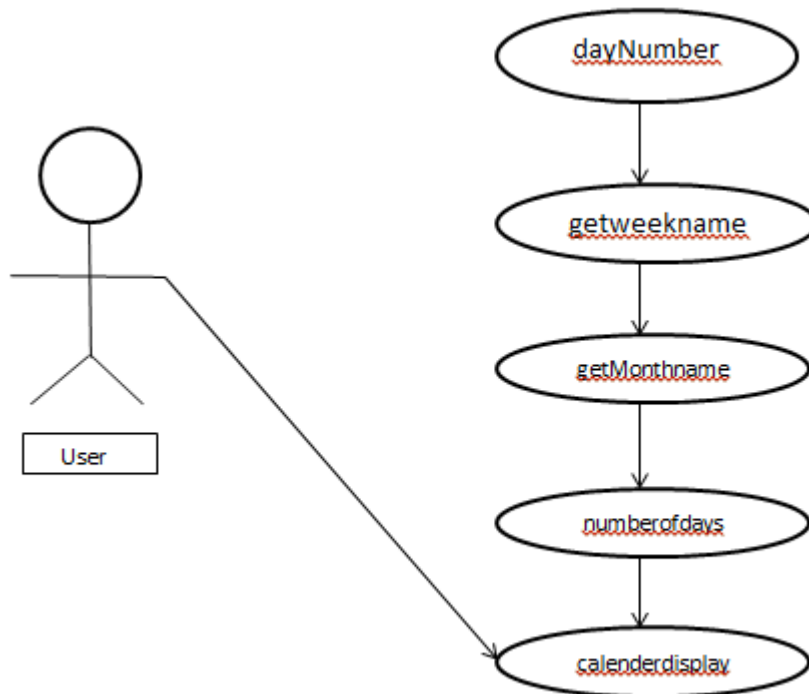 dayNumber
getweekname
getMonthname
User
numberofdays
calenderdisplay